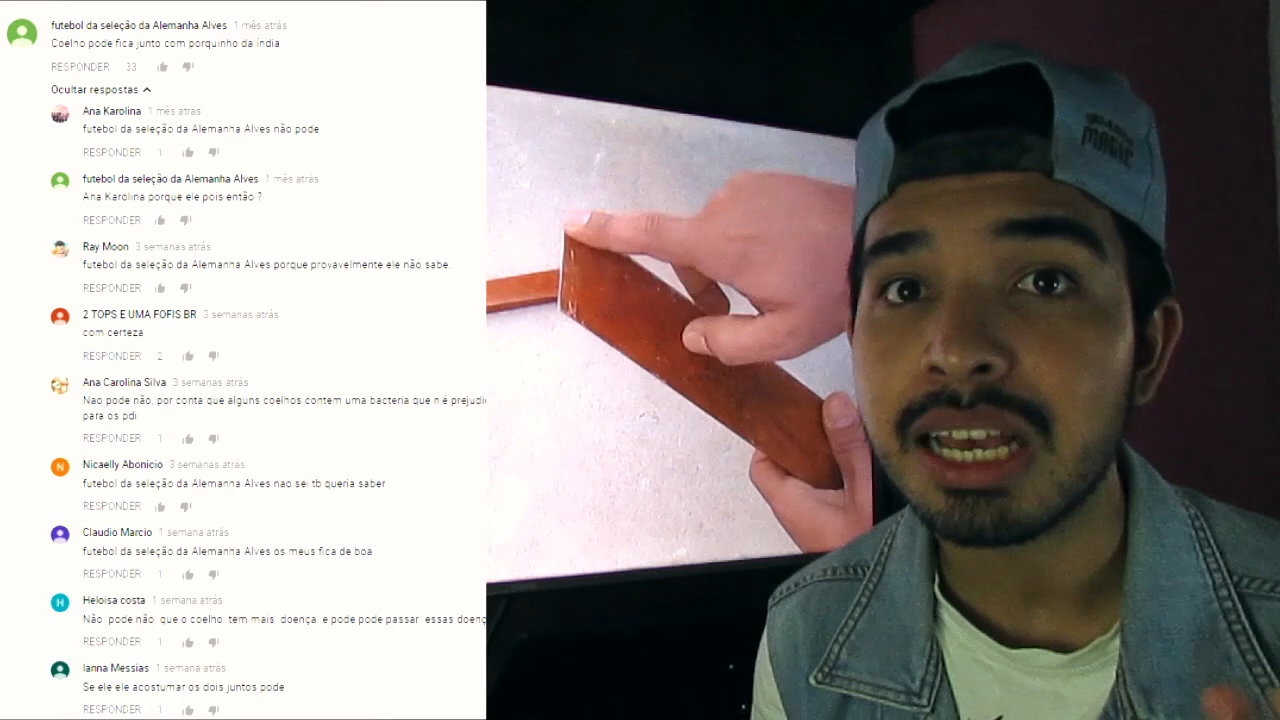 futebol da seleção da Alemanha Alves 1 mês atrás
Coelho pode fica junto com porquinho da índia
RESPONDER 33
Ocultar respostas
Ana Karolina 1 mês atrás
futebol da seleção da Alemanha Alves não pode
RESPONDER 1
futebol da seleção da Alemanha Alves 1 mês atrás
Ana Karolina porque ele pois então ?
RESPONDER
Ray Moon 3 semanas atrás
futebol da seleção da Alemanha Alves porque provavelmente ele não sabe.
RESPONDER
2 TOPS E UMA FOFIS BR 3 semanas atrás
com certeza
RESPONDER 2
Ana Carolina Silva 3 semanas atrás
Nao pode não, por conta que alguns coelhos contem uma bacteria que n é prejudi
para os pdi
RESPONDER 1
N
Nicaelly Abonicio 3 semanas atrás
futebol da seleção da Alemanha Alves nao sei tb queria saber
RESPONDER
Claudio Marcio 1 semana atrás
futebol da seleção da Alemanha Alves os meus fica de boa
RESPONDER 1
H
Heloisa costa 1 semana atrás
Não pode não que o coelho tem mais doença e pode pode passar essas doenç
RESPONDER 1
Ianna Messias 1 semana atrás
Se ele ele acostumar os dois juntos pode
RESPONDER 1
MAGIC